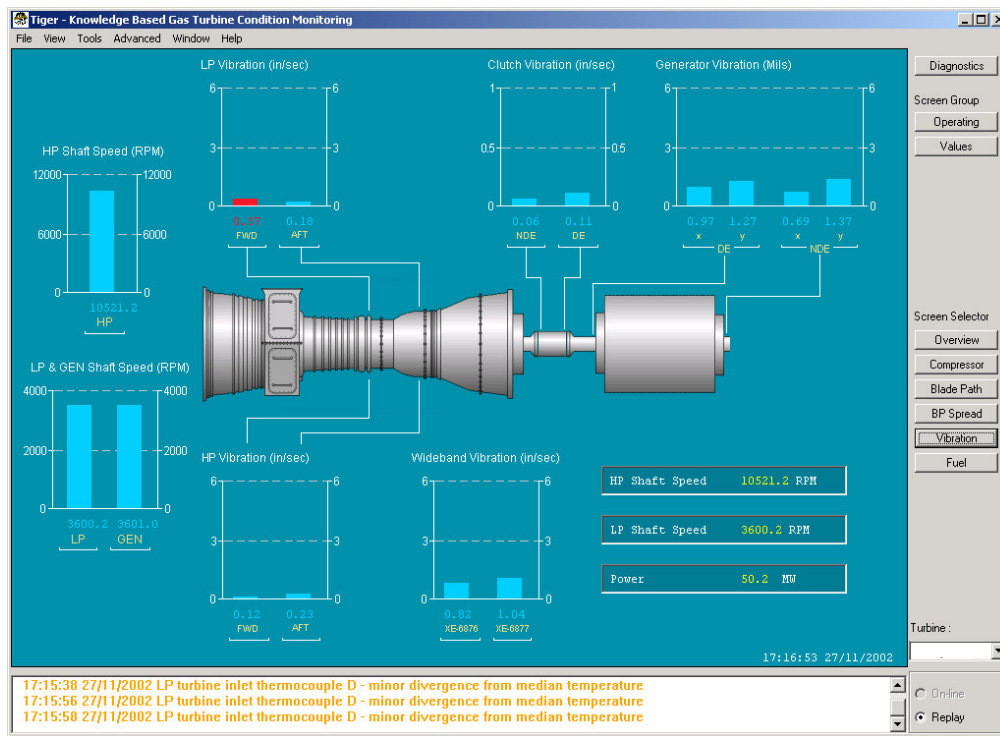 Tiger - Knowledge Based Gas Turbine Condition Monitoring
File View Tools Advanced Window Help
LP Vibration (in/sec)
6 6
3 3
0 0
0.37 0.18
FWD AFT
Clutch Vibration (in/sec)
1 1
0.5 0.5
0 0
0.06 0.11
NDE DE
Generator Vibration (Mils)
6 6
3 3
0 0
0.97 1.27 0.69 1.37
x y x y
DE NDE
HP Shaft Speed (RPM)
12000 12000
6000 6000
0 0
10521.2
HP
LP & GEN Shaft Speed (RPM)
4000 4000
2000 2000
0 0
3600.2 3601.0
LP GEN
HP Vibration (in/sec)
6 6
3 3
0 0
0.12 0.23
FWD AFT
Wideband Vibration (in/sec)
6 6
3 3
0 0
0.82 1.04
XE-6876 XE-6877
HP Shaft Speed 10521.2 RPM
LP Shaft Speed 3600.2 RPM
Power 50.2 MW
17:16:53 27/11/2002
Diagnostics
Screen Group
Operating
Values
Screen Selector
Overview
Compressor
Blade Path
BP Spread
Vibration
Fuel
Turbine :
On-line
Replay
17:15:38 27/11/2002 LP turbine inlet thermocouple D - minor divergence from median temperature
17:15:56 27/11/2002 LP turbine inlet thermocouple D - minor divergence from median temperature
17:15:58 27/11/2002 LP turbine inlet thermocouple D - minor divergence from median temperature